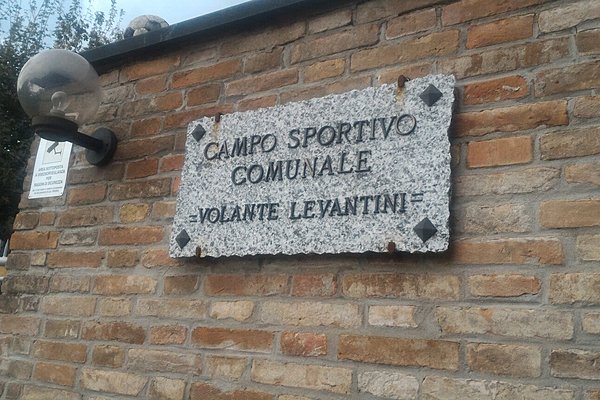 CAMPO SPORTIVO
COMUNALE
=VOLANTE LEVANTINI=